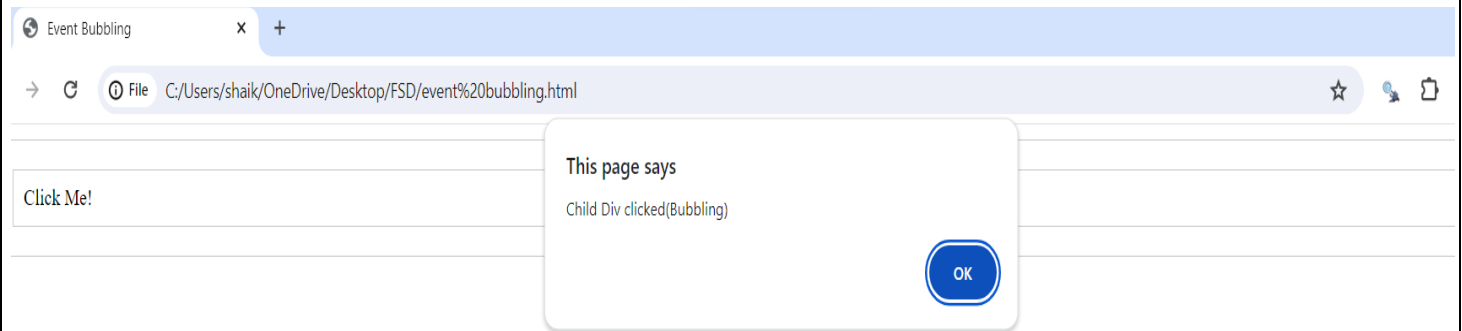 Event Bubbling
File C:/Users/shaik/OneDrive/Desktop/FSD/event%20bubbling.html
This page says
Click Me!
Child Div clicked(Bubbling)
OK